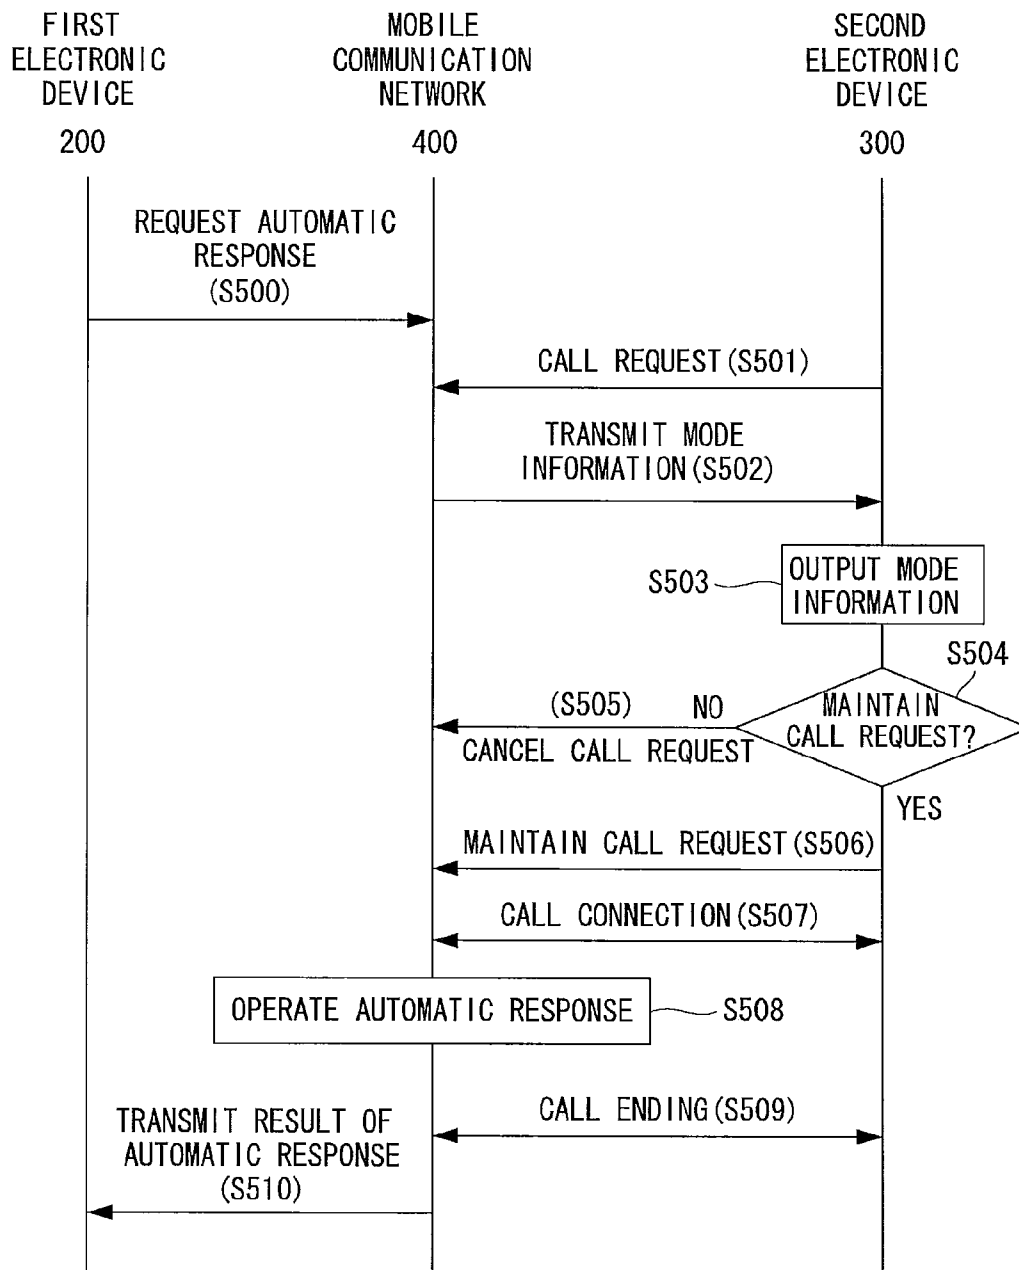 FIRST
ELECTRONIC
DEVICE
200
MOBILE
COMMUNICATION
NETWORK
400
SECOND
ELECTRONIC
DEVICE
300
REQUEST AUTOMATIC
RESPONSE
(S500)
CALL REQUEST(S501)
TRANSMIT MODE
INFORMATION(S502)
S503
OUTPUT MODE
INFORMATION
S504
MAINTAIN
CALL REQUEST?
(S505) NO
CANCEL CALL REQUEST
YES
MAINTAIN CALL REQUEST(S506)
CALL CONNECTION(S507)
OPERATE AUTOMATIC RESPONSE
S508
CALL ENDING(S509)
TRANSMIT RESULT OF
AUTOMATIC RESPONSE
(S510)